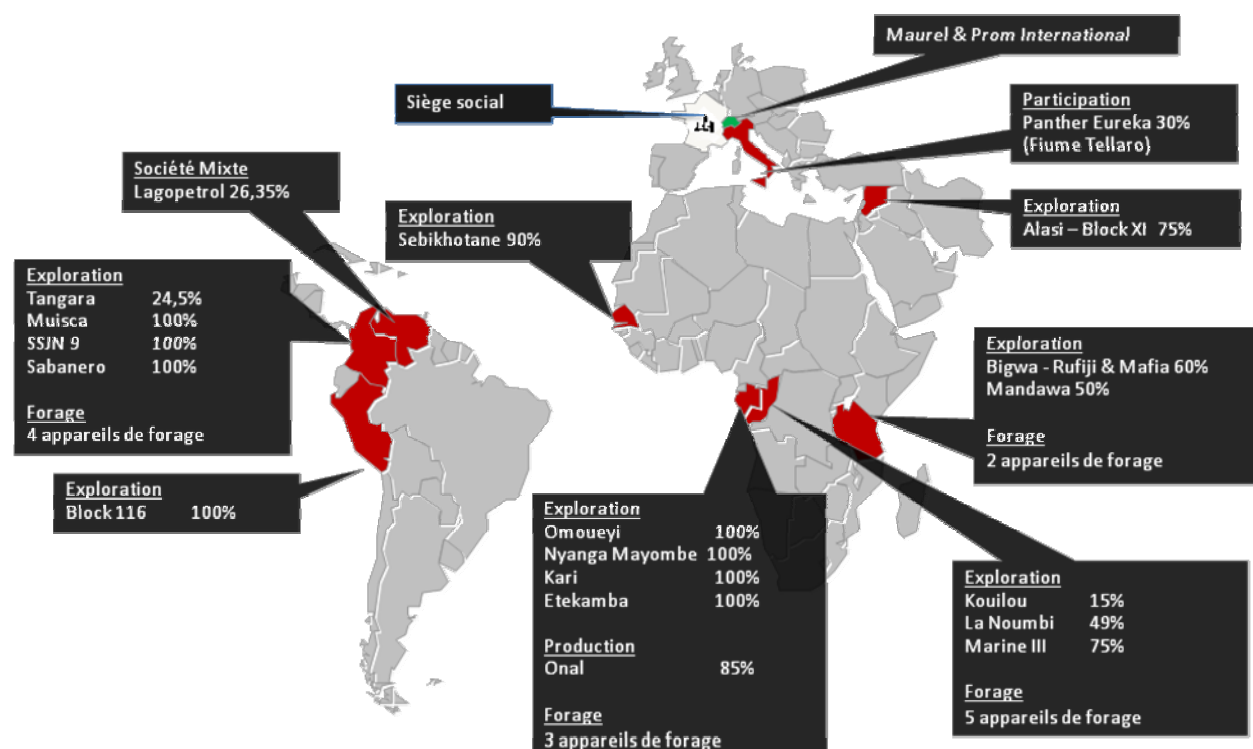 Maurel & Prom International
Siège social
Participation
Panther Eureka 30%
(Fiume Tellaro)
Société Mixte
Lagopetrol 26,35%
Exploration
Sebikhotane 90%
Exploration
Alasi – Block XI 75%
Exploration
Tangara 24,5%
Muisca 100%
SSJN 9 100%
Sabanero 100%
Forage
4 appareils de forage
Exploration
Bigwa - Rufiji & Mafia 60%
Mandawa 50%
Forage
2 appareils de forage
Exploration
Block 116 100%
Exploration
Omoueyi 100%
Nyanga Mayombe 100%
Kari 100%
Etekamba 100%
Production
Onal 85%
Forage
3 appareils de forage
Exploration
Kouilou 15%
La Noumbi 49%
Marine III 75%
Forage
5 appareils de forage